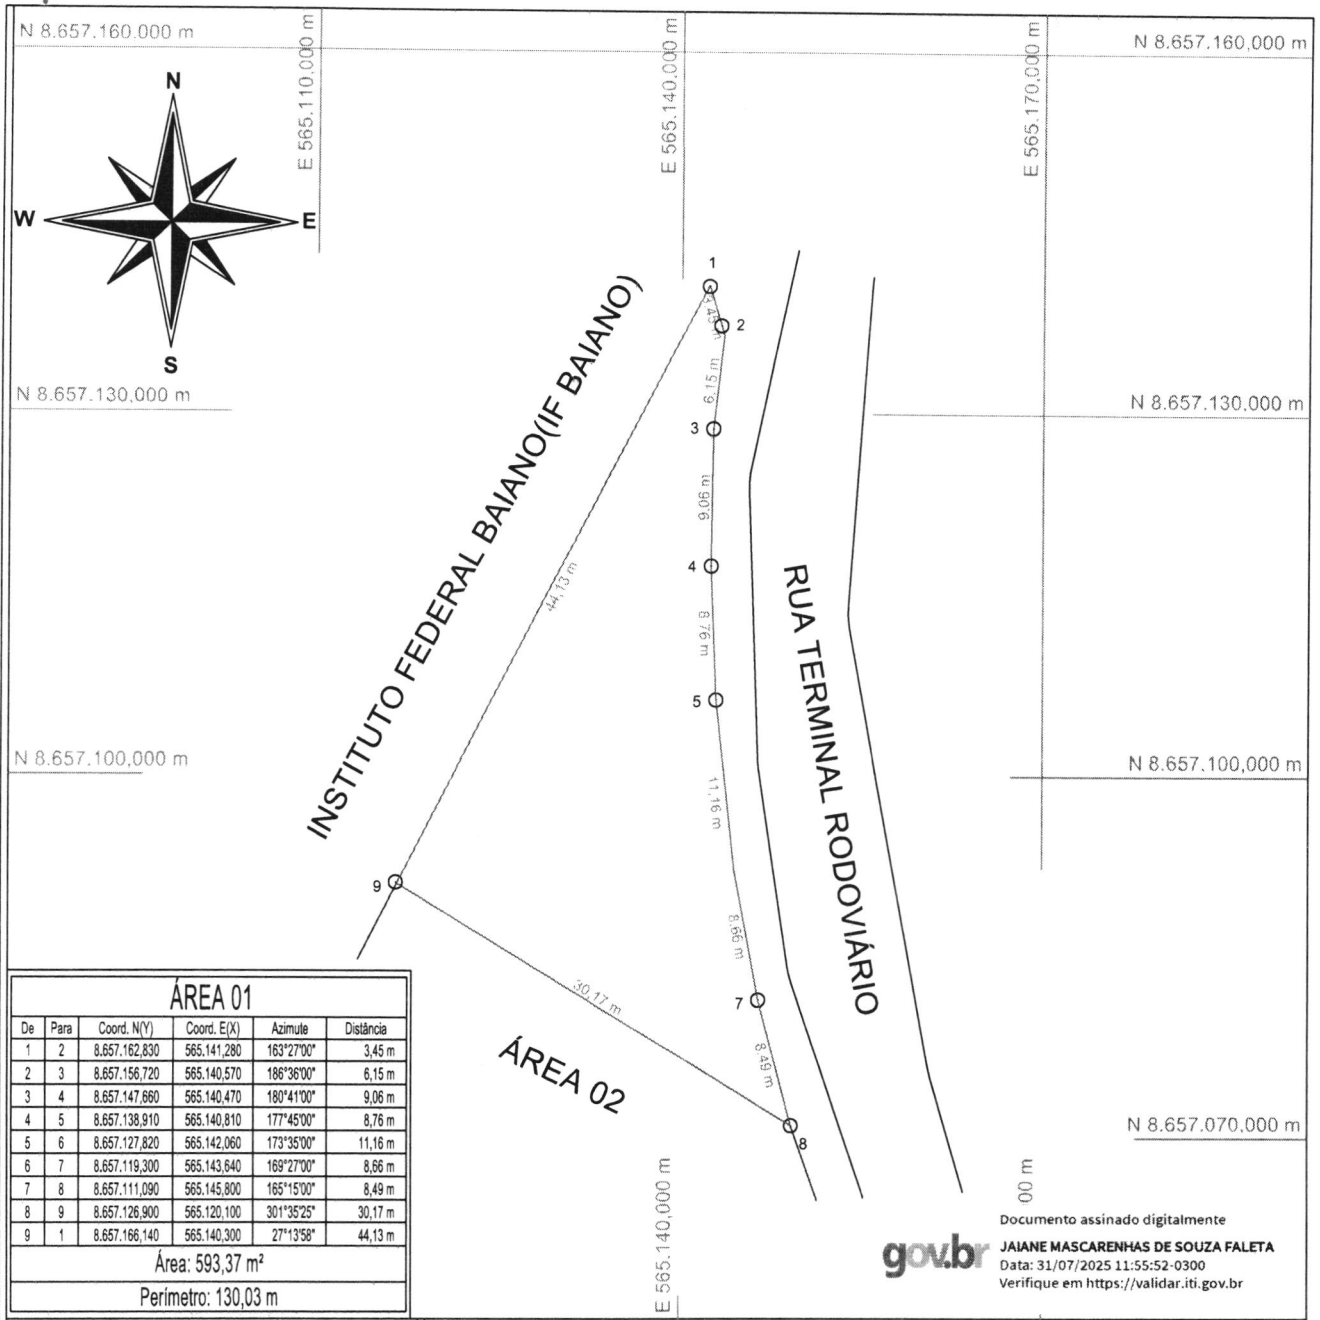 N 8.657.160.000 m
N 8.657.160,000 m
E 565.110.000 m
E 565.140.000 m
E 565.170.000 m
N
W
E
S
N 8.657.130,000 m
N 8.657.130.000 m
1
3,45 m
2
6,15 m
3
9,06 m
4
8,76 m
5
11,16 m
8,66 m
7
8,49 m
8
9
44,13 m
30,17 m
INSTITUTO FEDERAL BAIANO(IF BAIANO)
RUA TERMINAL RODOVIÁRIO
ÁREA 02
N 8.657.100,000 m
N 8.657.100,000 m
N 8.657.070,000 m
E 565.140,000 m
00 m
ÁREA 01
De Para Coord. N(Y) Coord. E(X) Azimute Distância
1 2 8.657.162,830 565.141,280 163°27'00" 3,45 m
2 3 8.657.156,720 565.140,570 186°36'00" 6,15 m
3 4 8.657.147,660 565.140,470 180°41'00" 9,06 m
4 5 8.657.138,910 565.140,810 177°45'00" 8,76 m
5 6 8.657.127,820 565.142,060 173°35'00" 11,16 m
6 7 8.657.119,300 565.143,640 169°27'00" 8,66 m
7 8 8.657.111,090 565.145,800 165°15'00" 8,49 m
8 9 8.657.126,900 565.120,100 301°35'25" 30,17 m
9 1 8.657.166,140 565.140,300 27°13'58" 44,13 m
Área: 593,37 m²
Perímetro: 130,03 m
gov.br
Documento assinado digitalmente
JAIANE MASCARENHAS DE SOUZA FALETA
Data: 31/07/2025 11:55:52-0300
Verifique em https://validar.iti.gov.br